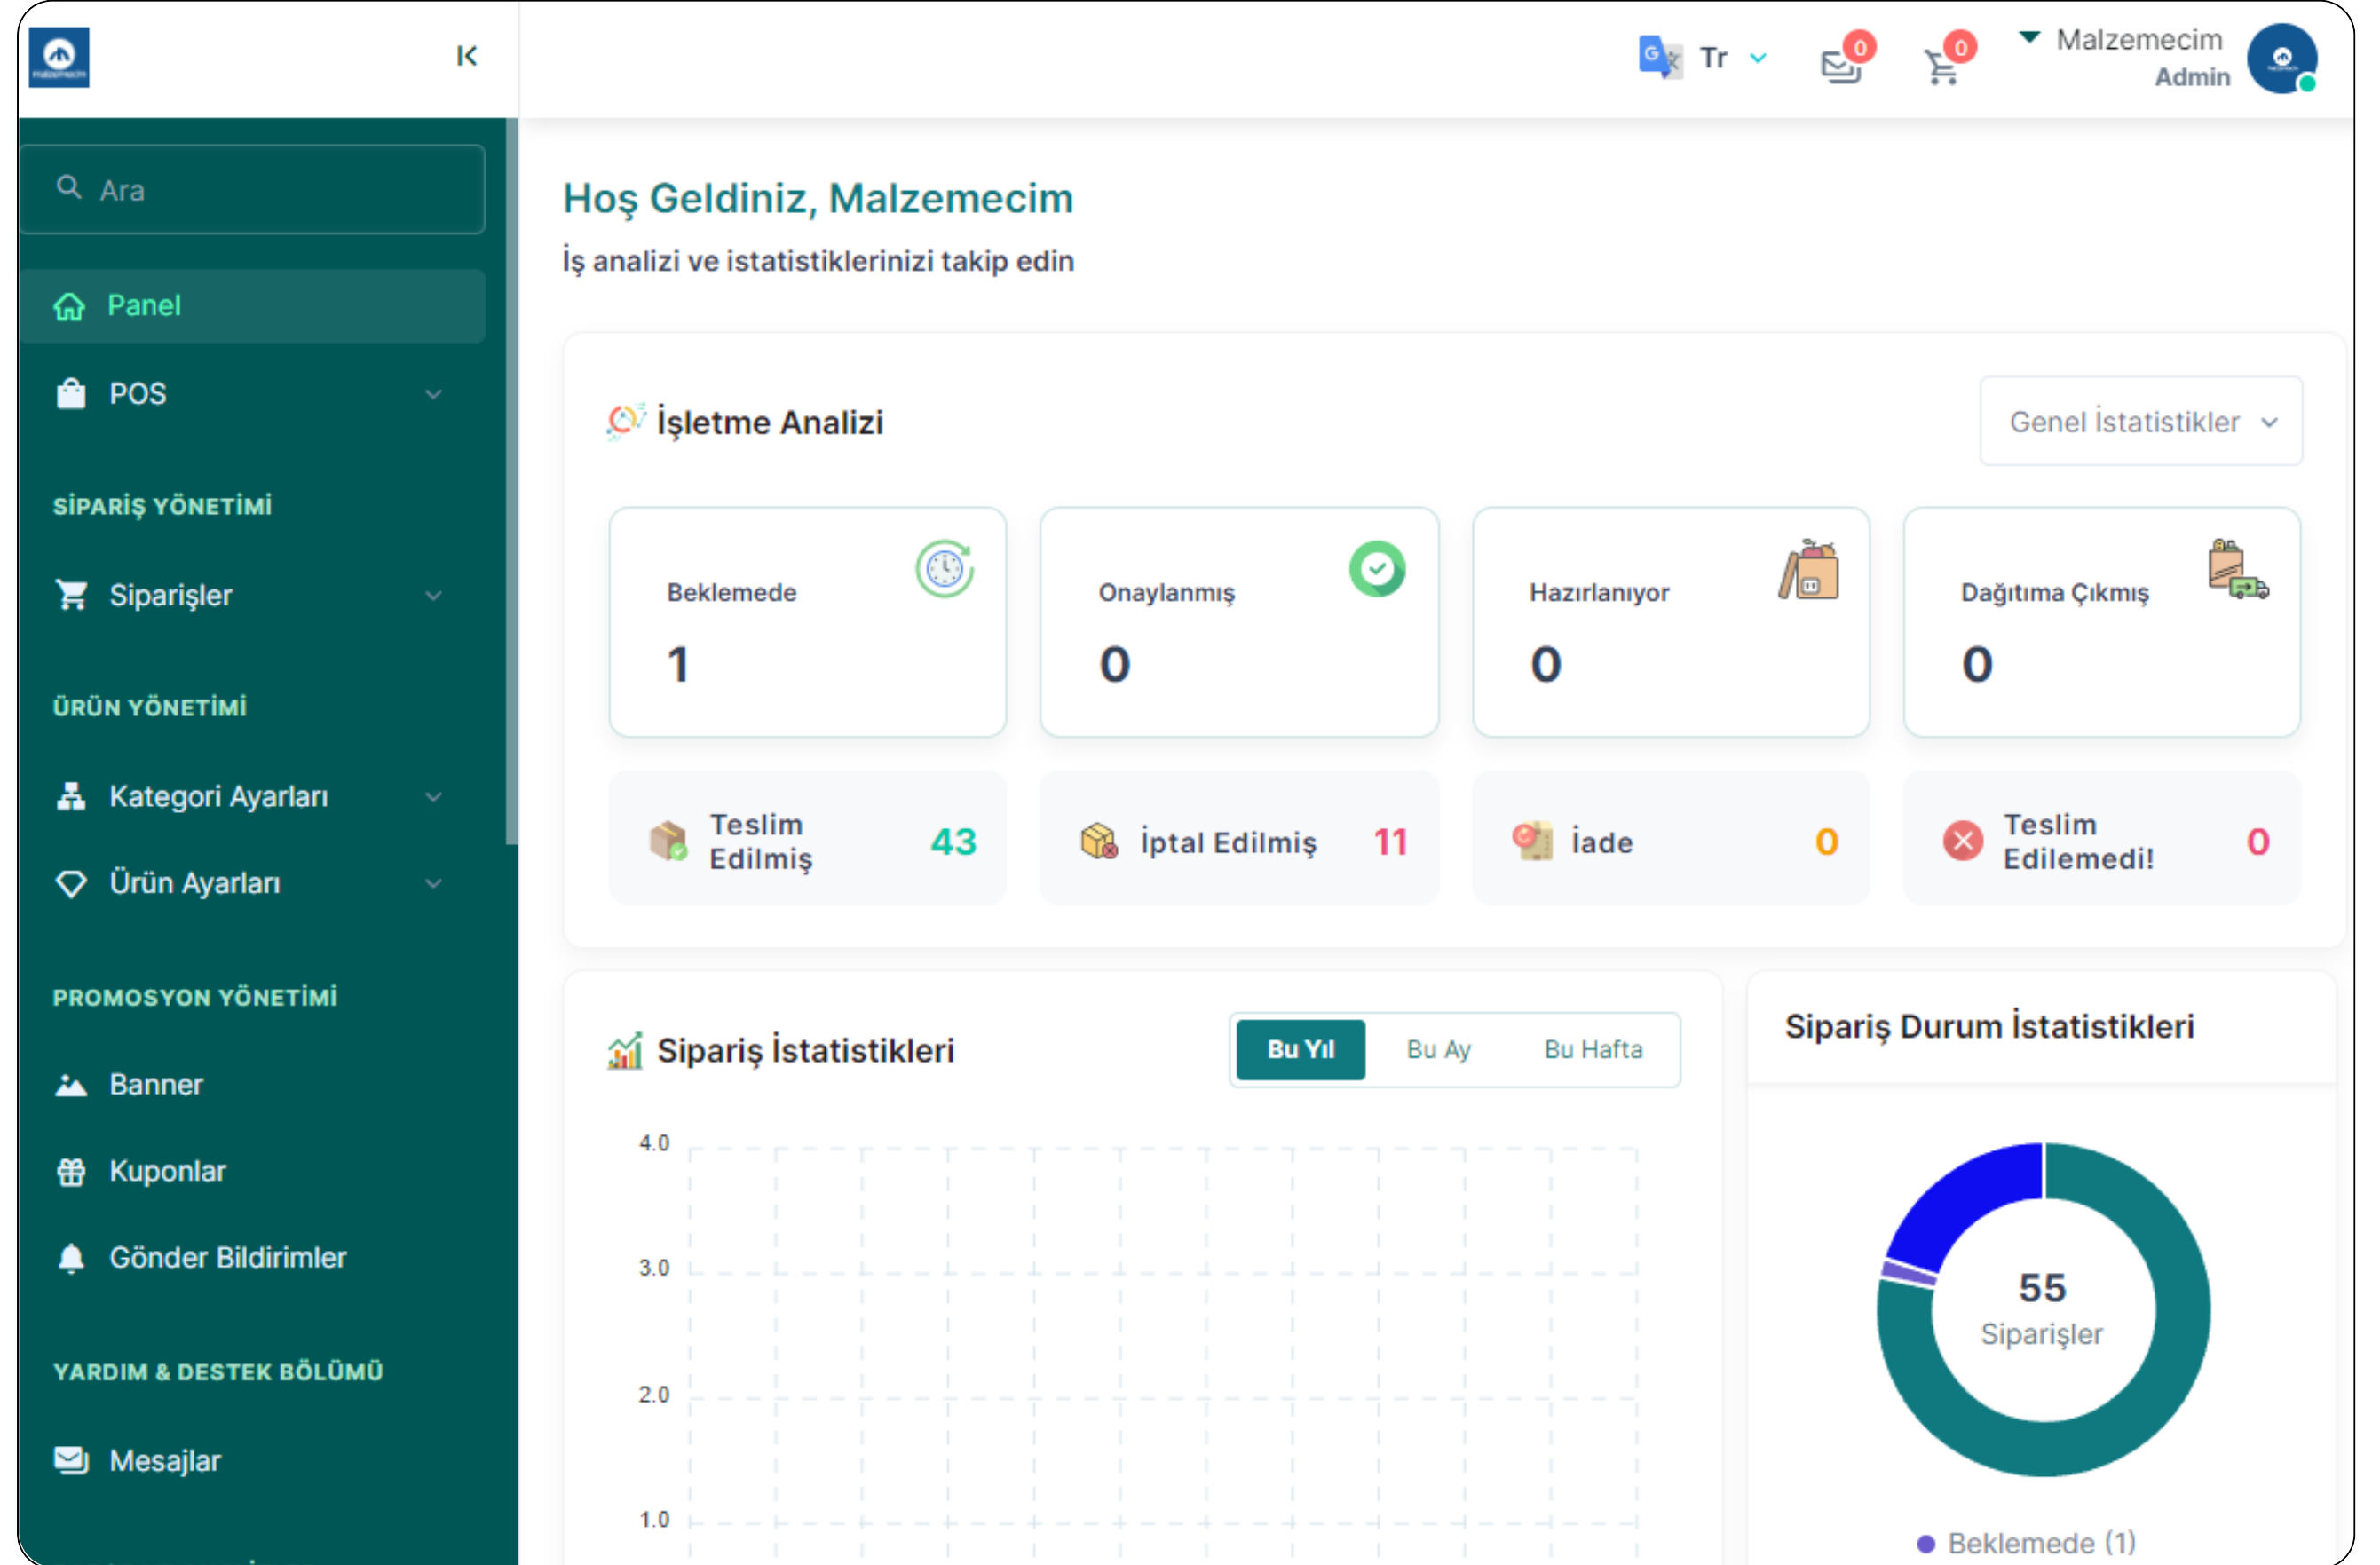 Tr
0
0
Malzemecim
Admin
Ara
Panel
POS
SİPARİŞ YÖNETİMİ
Siparişler
ÜRÜN YÖNETİMİ
Kategori Ayarları
Ürün Ayarları
PROMOSYON YÖNETİMİ
Banner
Kuponlar
Gönder Bildirimler
YARDIM & DESTEK BÖLÜMÜ
Mesajlar
Hoş Geldiniz, Malzemecim
İş analizi ve istatistiklerinizi takip edin
İşletme Analizi
Genel İstatistikler
Beklemede
1
Onaylanmış
0
Hazırlanıyor
0
Dağıtıma Çıkmış
0
Teslim
Edilmiş
43
İptal Edilmiş
11
İade
0
Teslim
Edilemedi!
0
Sipariş İstatistikleri
Bu Yıl
Bu Ay
Bu Hafta
4.0
3.0
2.0
1.0
Sipariş Durum İstatistikleri
55
Siparişler
Beklemede (1)